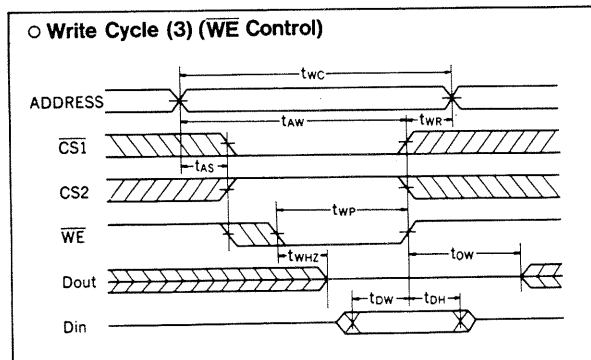 ○ Write Cycle (3) (WE Control)
tWC
ADDRESS
tAW
tWR
CS1
tAS
CS2
tWP
WE
tWHZ
tOW
Dout
tDW
tDH
Din